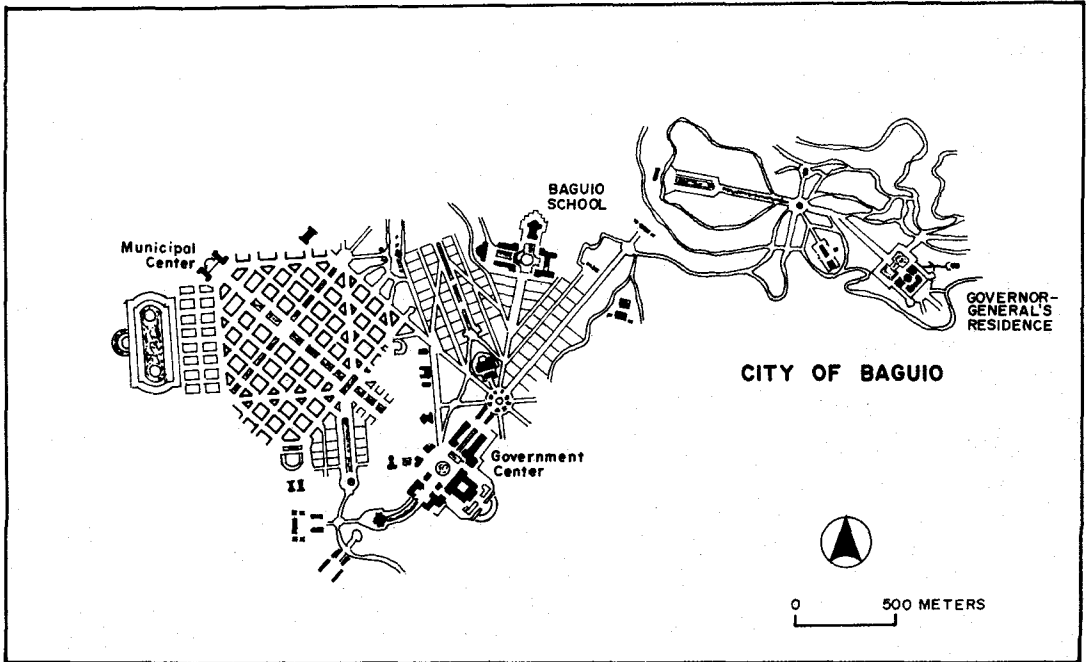 BAGUIO
SCHOOL
Municipal
Center
GOVERNOR-
GENERAL'S
RESIDENCE
CITY OF BAGUIO
Government
Center
0 500 METERS